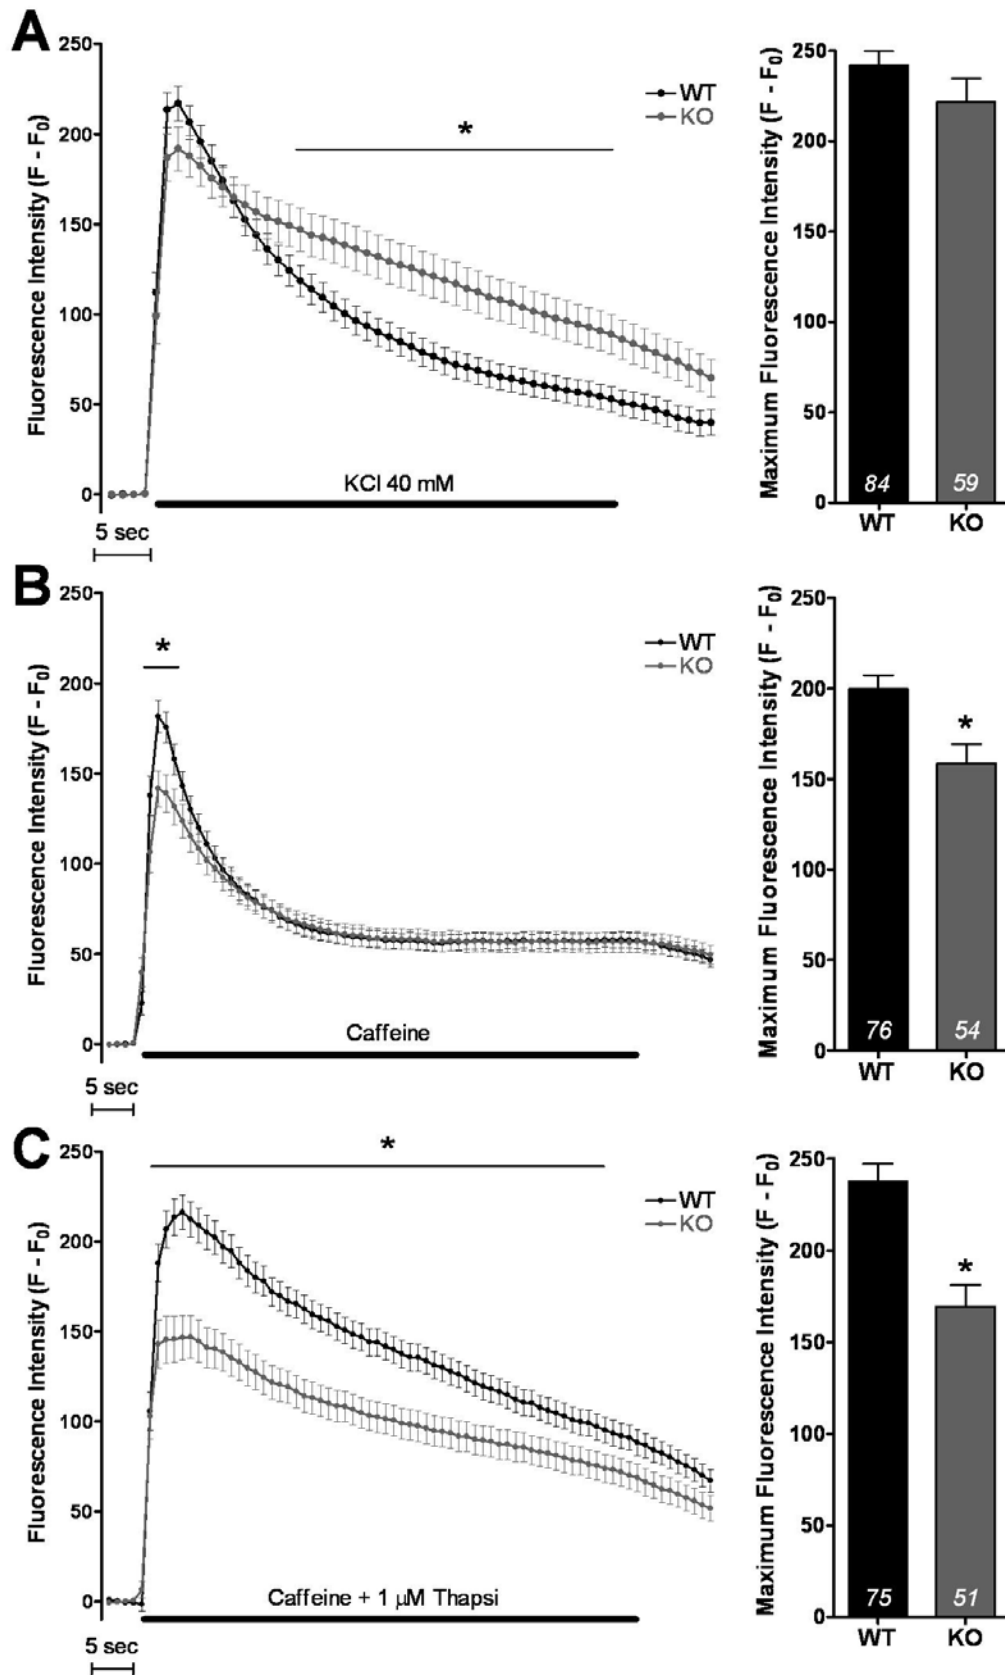 A
Fluorescence Intensity (F - F0)
250
200
150
100
50
0
WT
KO
*
KCl 40 mM
5 sec
Maximum Fluorescence Intensity (F - F0)
250
200
150
100
50
0
84
59
WT
KO
B
Fluorescence Intensity (F - F0)
250
200
150
100
50
0
*
WT
KO
Caffeine
5 sec
Maximum Fluorescence Intensity (F - F0)
250
200
150
100
50
0
*
76
54
WT
KO
C
Fluorescence Intensity (F - F0)
250
200
150
100
50
0
*
WT
KO
Caffeine + 1 µM Thapsi
5 sec
Maximum Fluorescence Intensity (F - F0)
250
200
150
100
50
0
*
75
51
WT
KO